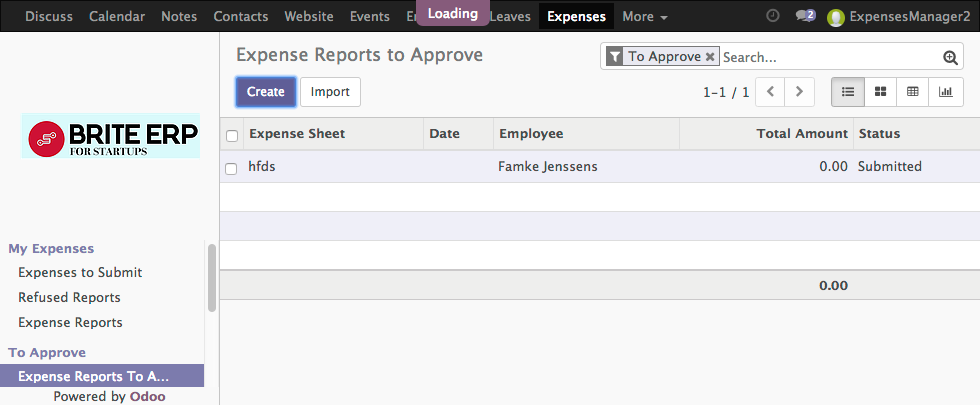 Discuss Calendar Notes Contacts Website Events Loading Leaves Expenses More 2 ExpensesManager2
Expense Reports to Approve
To Approve Search...
Create Import
1-1 / 1
BRITE ERP
FOR STARTUPS
Expense Sheet Date Employee Total Amount Status
hfds Famke Jenssens 0.00 Submitted
0.00
My Expenses
Expenses to Submit
Refused Reports
Expense Reports
To Approve
Expense Reports To A...
Powered by Odoo